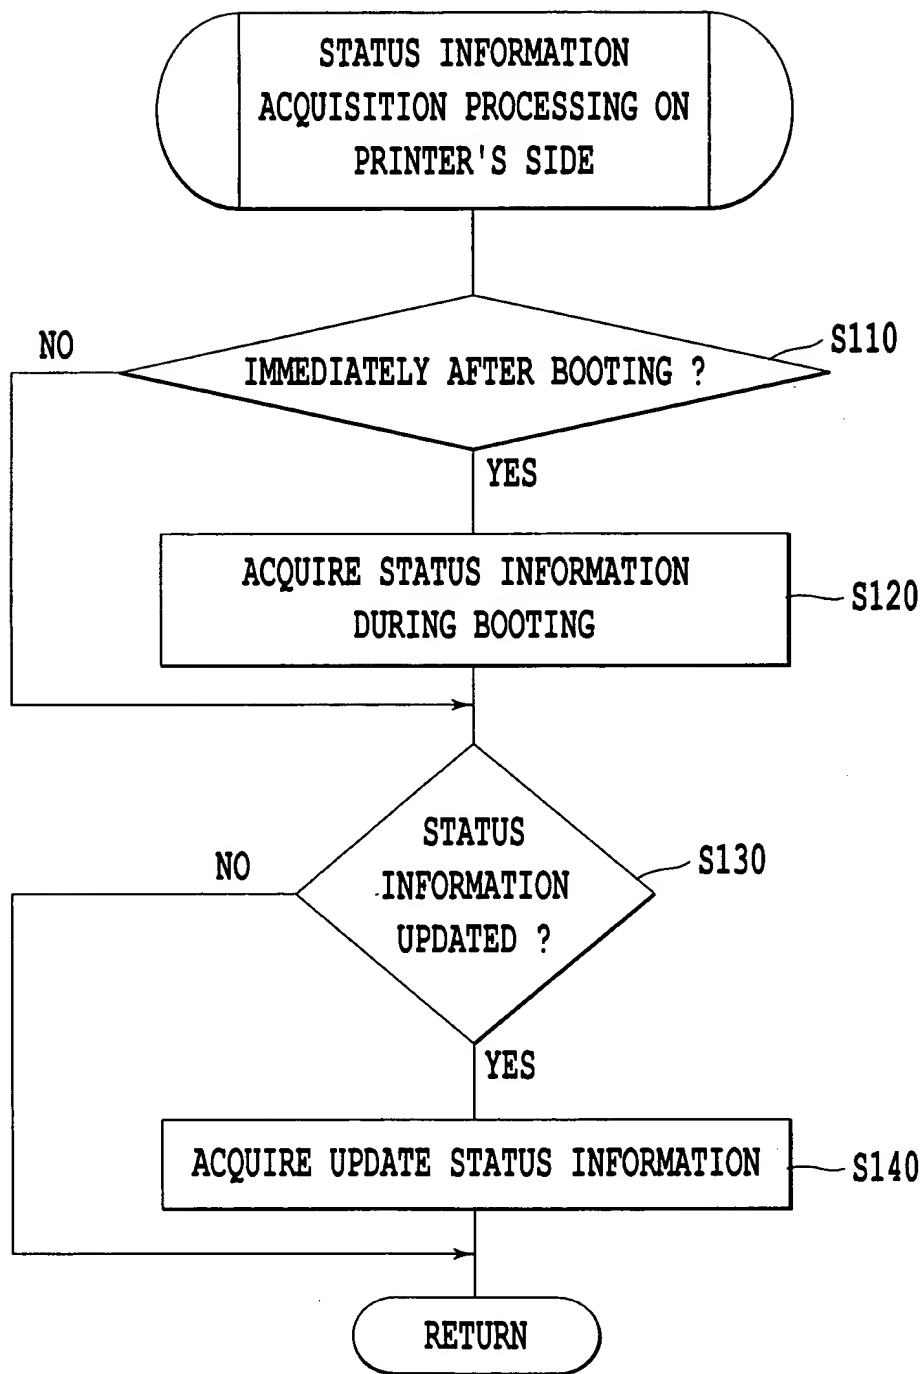 STATUS INFORMATION
ACQUISITION PROCESSING ON
PRINTER'S SIDE
NO
S110
IMMEDIATELY AFTER BOOTING ?
YES
ACQUIRE STATUS INFORMATION
DURING BOOTING
S120
STATUS
INFORMATION
UPDATED ?
NO
S130
YES
ACQUIRE UPDATE STATUS INFORMATION
S140
RETURN